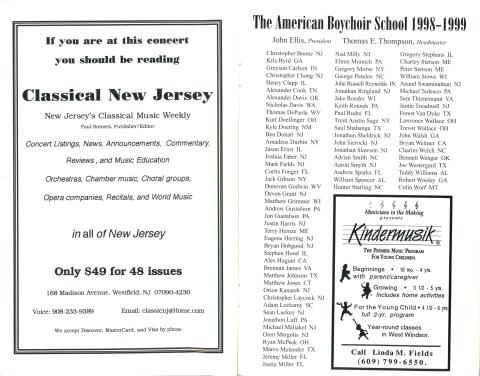 If you are at this concert
you should be reading
Classical New Jersey
New Jersey's Classical Music Weekly
Paul Somers, Publisher/Editor
Concert Listings, News, Announcements, Commentary,
Reviews, and Music Education
Orchestras, Chamber music, Choral groups,
Opera companies, Recitals, and World Music
in all of New Jersey
Only $49 for 48 issues
168 Madison Avenue, Westfield, NJ 07090-4230
Voice: 908-233-9389 Email: classicnj@Home.com
We accept Discover, MasterCard, and Visa by phone
The American Boychoir School 1998-1999
John Ellis, President Thomas E. Thompson, Headmaster
Christopher Boone NJ
Kris Byrd GA
Greyson Carlson IN
Christopher Chong NJ
Henry Clapp IL
Alexander Cook TN
Alexander Davis OK
Nicholas Davis WA
Thomas DePaola WV
Kurt Doellinger OH
Kyle Doering NM
Ben Donati NJ
Amadeus Durbin NY
Jason Ernst IL
Joshua Faber NJ
Mark Fields NJ
Curtis Fonger FL
Jack Gibson NY
Donovan Godwin WV
Devon Grant NJ
Matthew Grimmer WI
Andrew Gustafson PA
Jon Gustafson PA
Justin Harris NJ
Terry Heinze MO
Eugene Herring NJ
Bryan Hobgood NJ
Stephen Hood IL
Alex Huguet CA
Brennan James VA
Matthew Johnson TX
Matthew Jones CT
Orion Kanarek NJ
Christopher Laycock NJ
Adam Lockamy SC
Sean Luckey NJ
Jonathon Luff PA
Michael Maliakel NJ
Oren Margolis NJ
Ryan McPeek OH
Marco Melendez TX
Jeremy Miller FL
Justin Miller FL
Ned Milly NJ
Ehren Minnich PA
Gregory Morse NY
George Ponulec NC
John Russell Reynolds IN
Jonathan Ringland NJ
Jake Roeder WI
Keith Rounds PA
Paul Rudoi FL
Trent Austin Sage NY
Saul Shabanga TX
Jonathan Sheldrick NJ
John Sierocki NJ
Jonathan Slawson NJ
Adrian Smith NC
Aaron Smyth NJ
Andrew Sparks FL
William Spencer AL
Hunter Starling NC
Gregory Stephans IL
Charley Stetson ME
Peter Stetson ME
William Stowe WI
Anand Swaminathan NJ
Michael Tedesco PA
Sam Thienemann VA
Jamie Treadwell NJ
Forest Van Dyke TX
Lawrence Wallace OH
Trevor Wallace OH
John Walsh GA
Bryan Weimar CA
Charles Welch NC
Bennett Wenger OK
Joe Westergard TX
Teddy Williams AL
Robert Woodey GA
Colin Worf MT
Musicians in the Making
presents
Kindermusik®
The Premier Music Program
For Young Children.
Beginnings • 18 mo. - 4 yrs.
with parent/caregiver
Growing • 3 1/2 - 5 yrs.
Includes home activities
For the Young Child • 4 1/2 - 6 yrs.
full 2-yr. program
Year-round classes
in West Windsor.
Call Linda M. Fields
(609) 799-6550.